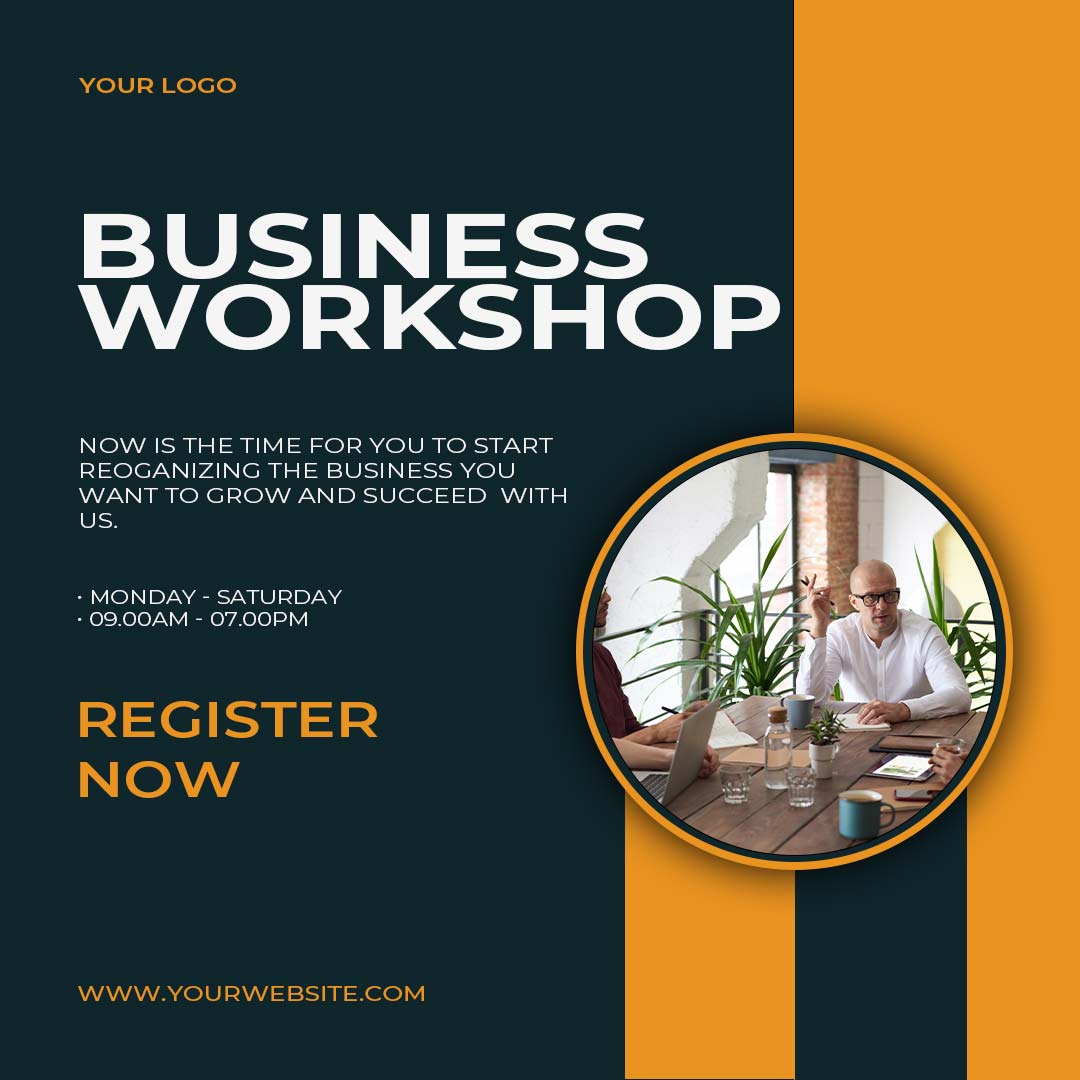 YOUR LOGO
BUSINESS
WORKSHOP
NOW IS THE TIME FOR YOU TO START
REOGANIZING THE BUSINESS YOU
WANT TO GROW AND SUCCEED  WITH
US.
· MONDAY - SATURDAY
· 09.00AM - 07.00PM
REGISTER
NOW
WWW.YOURWEBSITE.COM